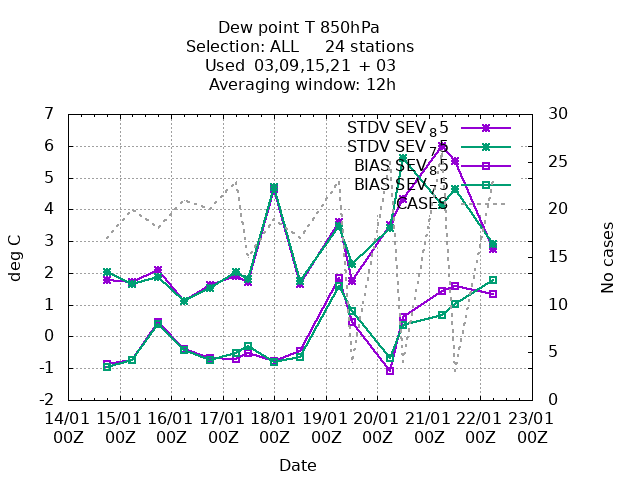 Dew point T 850hPa
Selection: ALL 24 stations
Used 03,09,15,21 + 03
Averaging window: 12h
7
6
5
4
3
2
1
0
-1
-2
deg C
30
25
20
15
10
5
0
No cases
STDV SEV_8 5
STDV SEV_7 5
BIAS SEV_8 5
BIAS SEV_7 5
CASES
14/01 15/01 16/01 17/01 18/01 19/01 20/01 21/01 22/01 23/01
00Z 00Z 00Z 00Z 00Z 00Z 00Z 00Z 00Z 00Z
Date